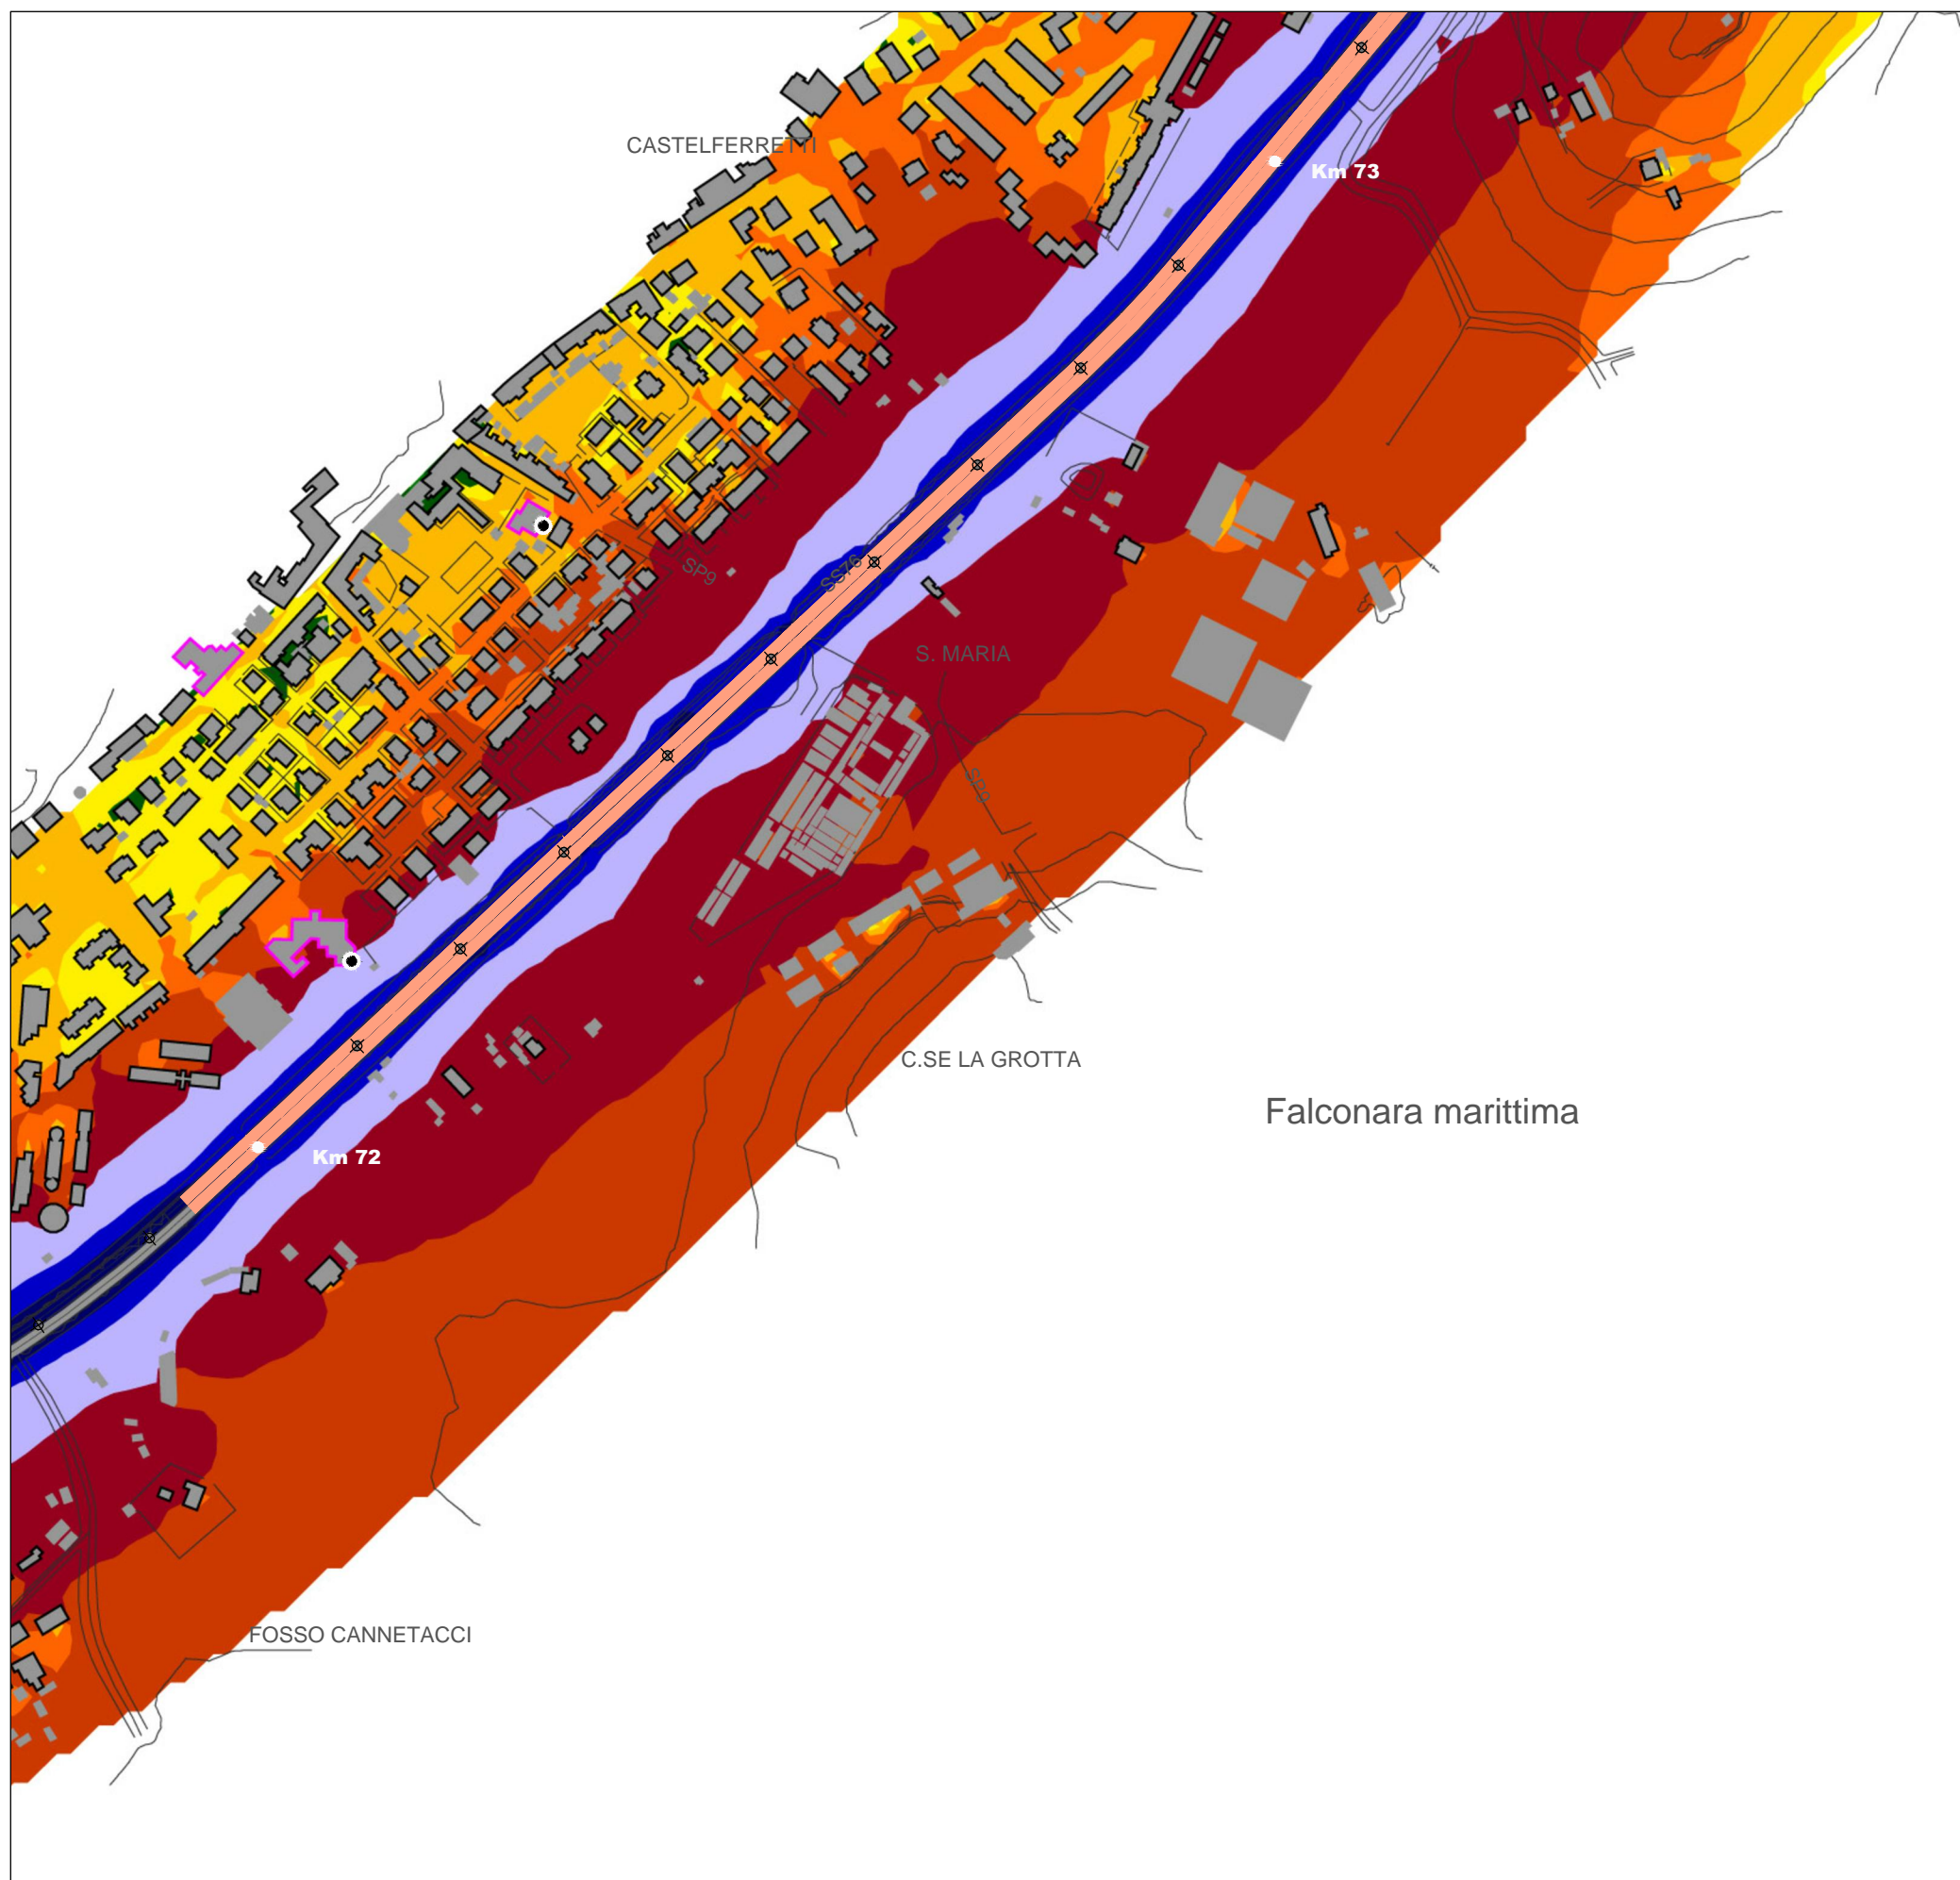 CASTELFERRETTI
Km 73
SP9
SS76
S. MARIA
SP9
C.SE LA GROTTA
Falconara marittima
Km 72
FOSSO CANNETACCI